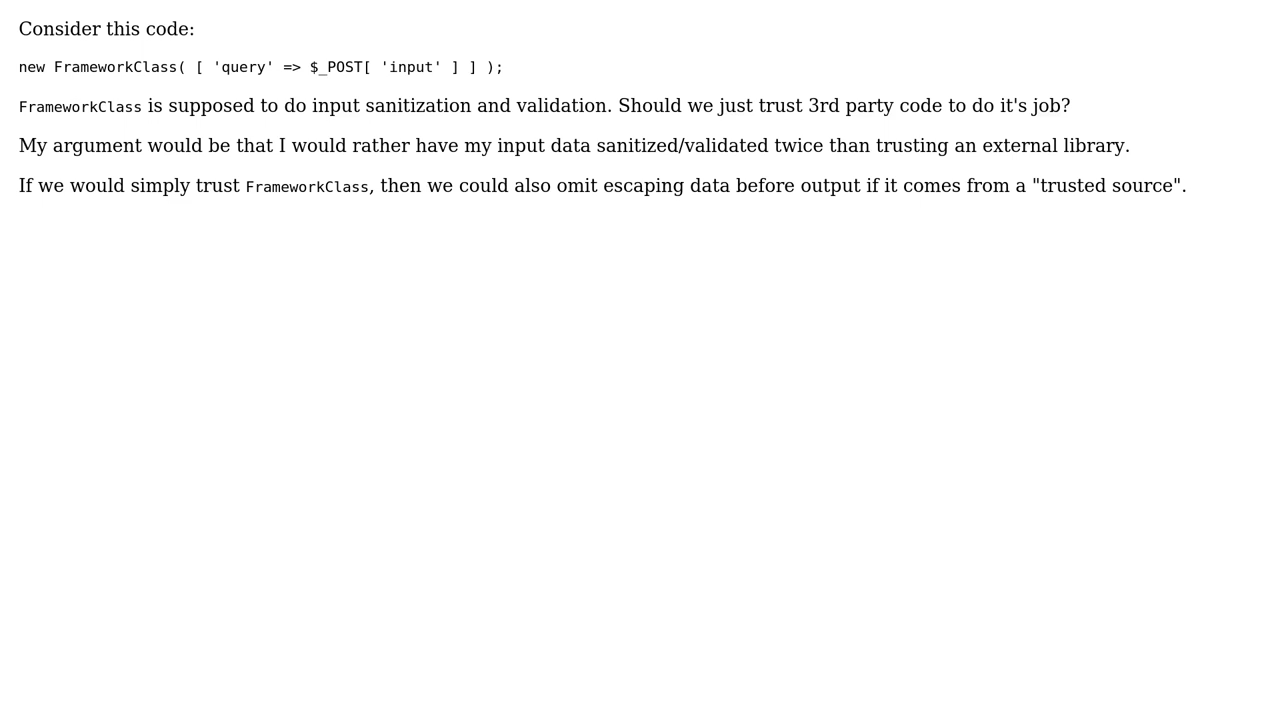 Consider this code:
new FrameworkClass( [ 'query' => $_POST[ 'input' ] ] );
FrameworkClass is supposed to do input sanitization and validation. Should we just trust 3rd party code to do it's job?
My argument would be that I would rather have my input data sanitized/validated twice than trusting an external library.
If we would simply trust FrameworkClass, then we could also omit escaping data before output if it comes from a "trusted source".